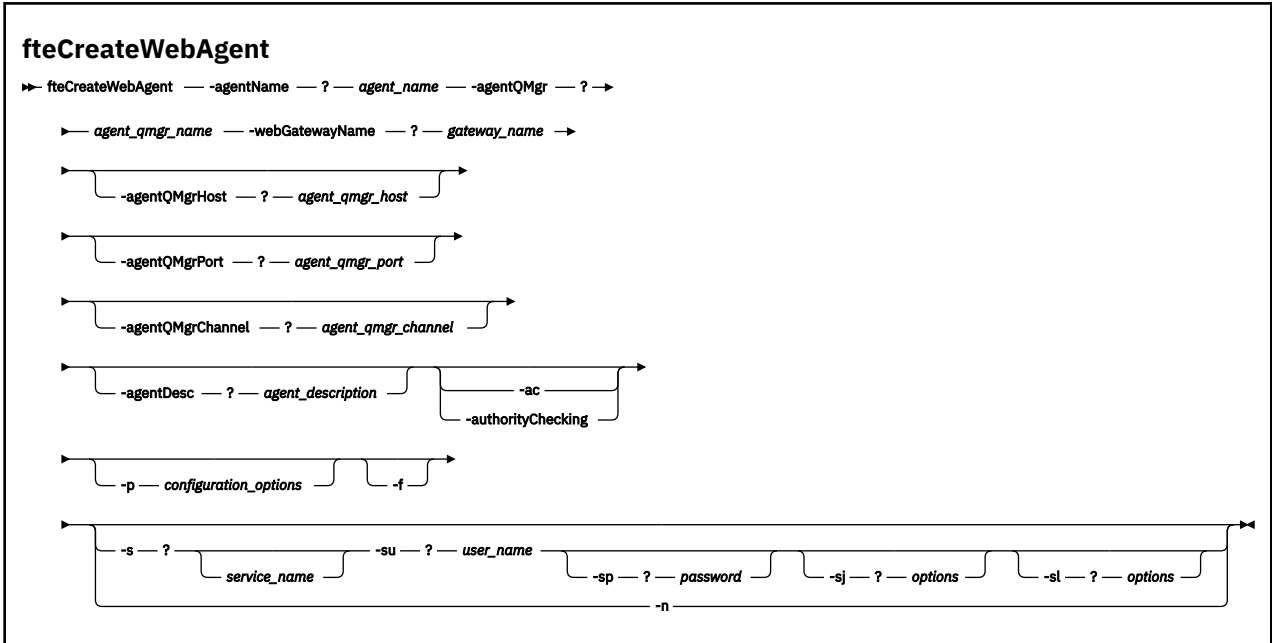 fteCreateWebAgent
fteCreateWebAgent -agentName ? agent_name -agentQMgr ?
agent_qmgr_name -webGatewayName ? gateway_name
-agentQMgrHost ? agent_qmgr_host
-agentQMgrPort ? agent_qmgr_port
-agentQMgrChannel ? agent_qmgr_channel
-agentDesc ? agent_description -ac
-authorityChecking
-p configuration_options -f
-s ? -su ? user_name
service_name -sp ? password -sj ? options -sl ? options
-n